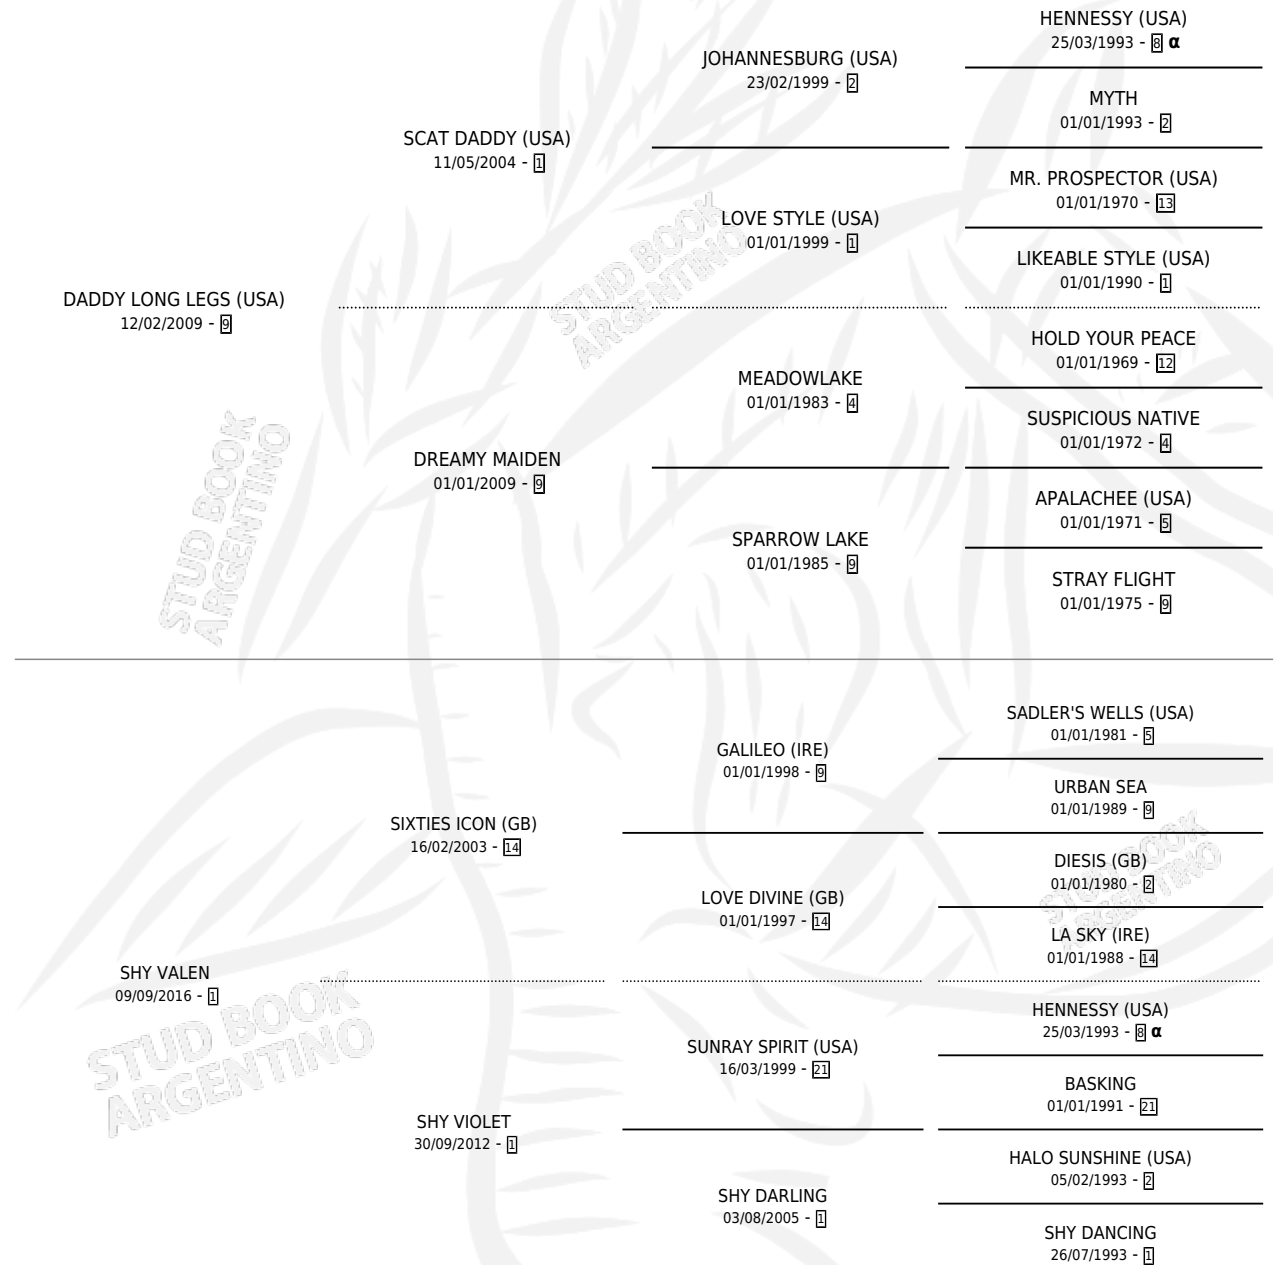 HENNESSY (USA)
25/03/1993 - 8 α
JOHANNESBURG (USA)
23/02/1999 - 2
MYTH
01/01/1993 - 2
SCAT DADDY (USA)
11/05/2004 - 1
MR. PROSPECTOR (USA)
01/01/1970 - 13
LOVE STYLE (USA)
01/01/1999 - 1
LIKEABLE STYLE (USA)
01/01/1990 - 1
DADDY LONG LEGS (USA)
12/02/2009 - 9
HOLD YOUR PEACE
01/01/1969 - 12
MEADOWLAKE
01/01/1983 - 4
SUSPICIOUS NATIVE
01/01/1972 - 4
DREAMY MAIDEN
01/01/2009 - 9
APALACHEE (USA)
01/01/1971 - 5
SPARROW LAKE
01/01/1985 - 9
STRAY FLIGHT
01/01/1975 - 9
SADLER'S WELLS (USA)
01/01/1981 - 5
GALILEO (IRE)
01/01/1998 - 9
URBAN SEA
01/01/1989 - 9
SIXTIES ICON (GB)
16/02/2003 - 14
DIESIS (GB)
01/01/1980 - 2
LOVE DIVINE (GB)
01/01/1997 - 14
LA SKY (IRE)
01/01/1988 - 14
SHY VALEN
09/09/2016 - 1
HENNESSY (USA)
25/03/1993 - 8 α
SUNRAY SPIRIT (USA)
16/03/1999 - 21
BASKING
01/01/1991 - 21
SHY VIOLET
30/09/2012 - 1
HALO SUNSHINE (USA)
05/02/1993 - 2
SHY DARLING
03/08/2005 - 1
SHY DANCING
26/07/1993 - 1
STUD BOOK
ARGENTINO
STUD BOOK
ARGENTINO
STUD BOOK
ARGENTINO
STUD BOOK
ARGENTINO